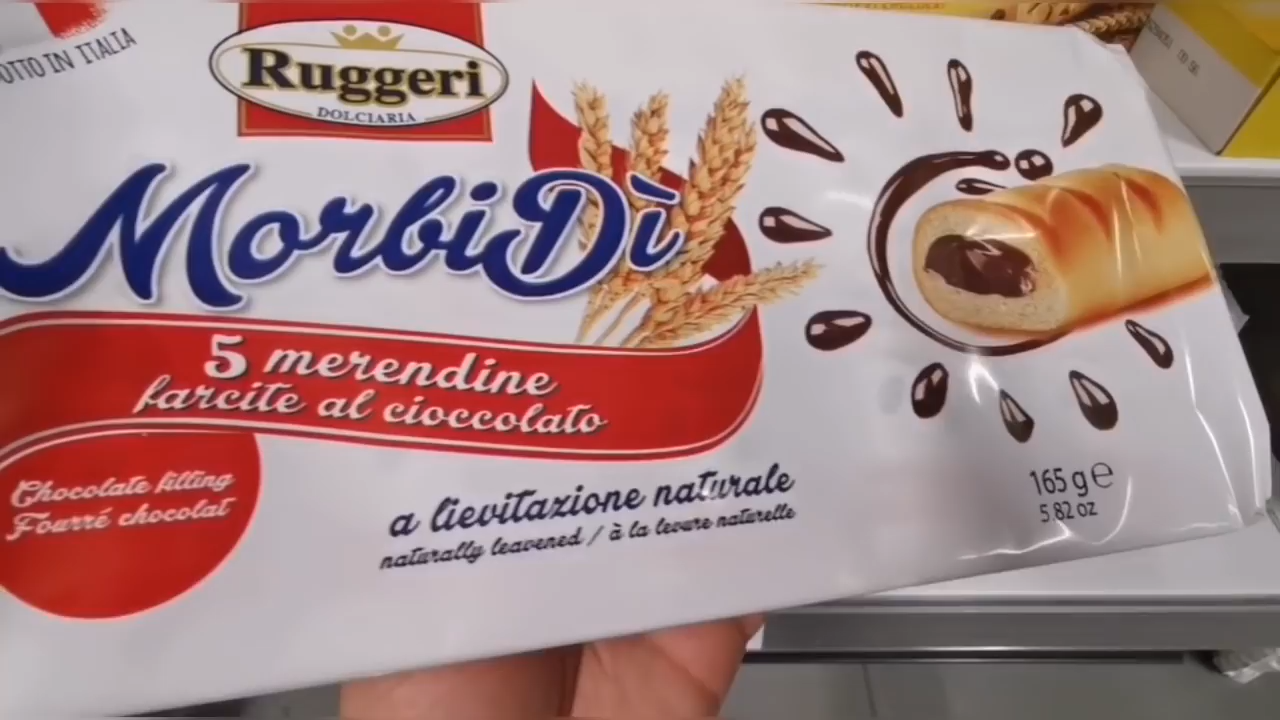 OTTO IN ITALIA
Ruggeri
DOLCIARIA
MorbiDì
5 merendine
farcite al cioccolato
Chocolate filling
Fourré chocolat
a lievitazione naturale
naturally leavened / à la levure naturelle
165 g e
5.82 oz